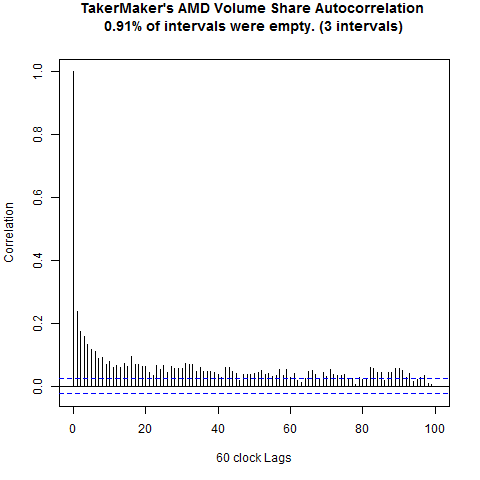 TakerMaker's AMD Volume Share Autocorrelation
0.91% of intervals were empty. (3 intervals)
Correlation
1.0
0.8
0.6
0.4
0.2
0.0
0 20 40 60 80 100
60 clock Lags